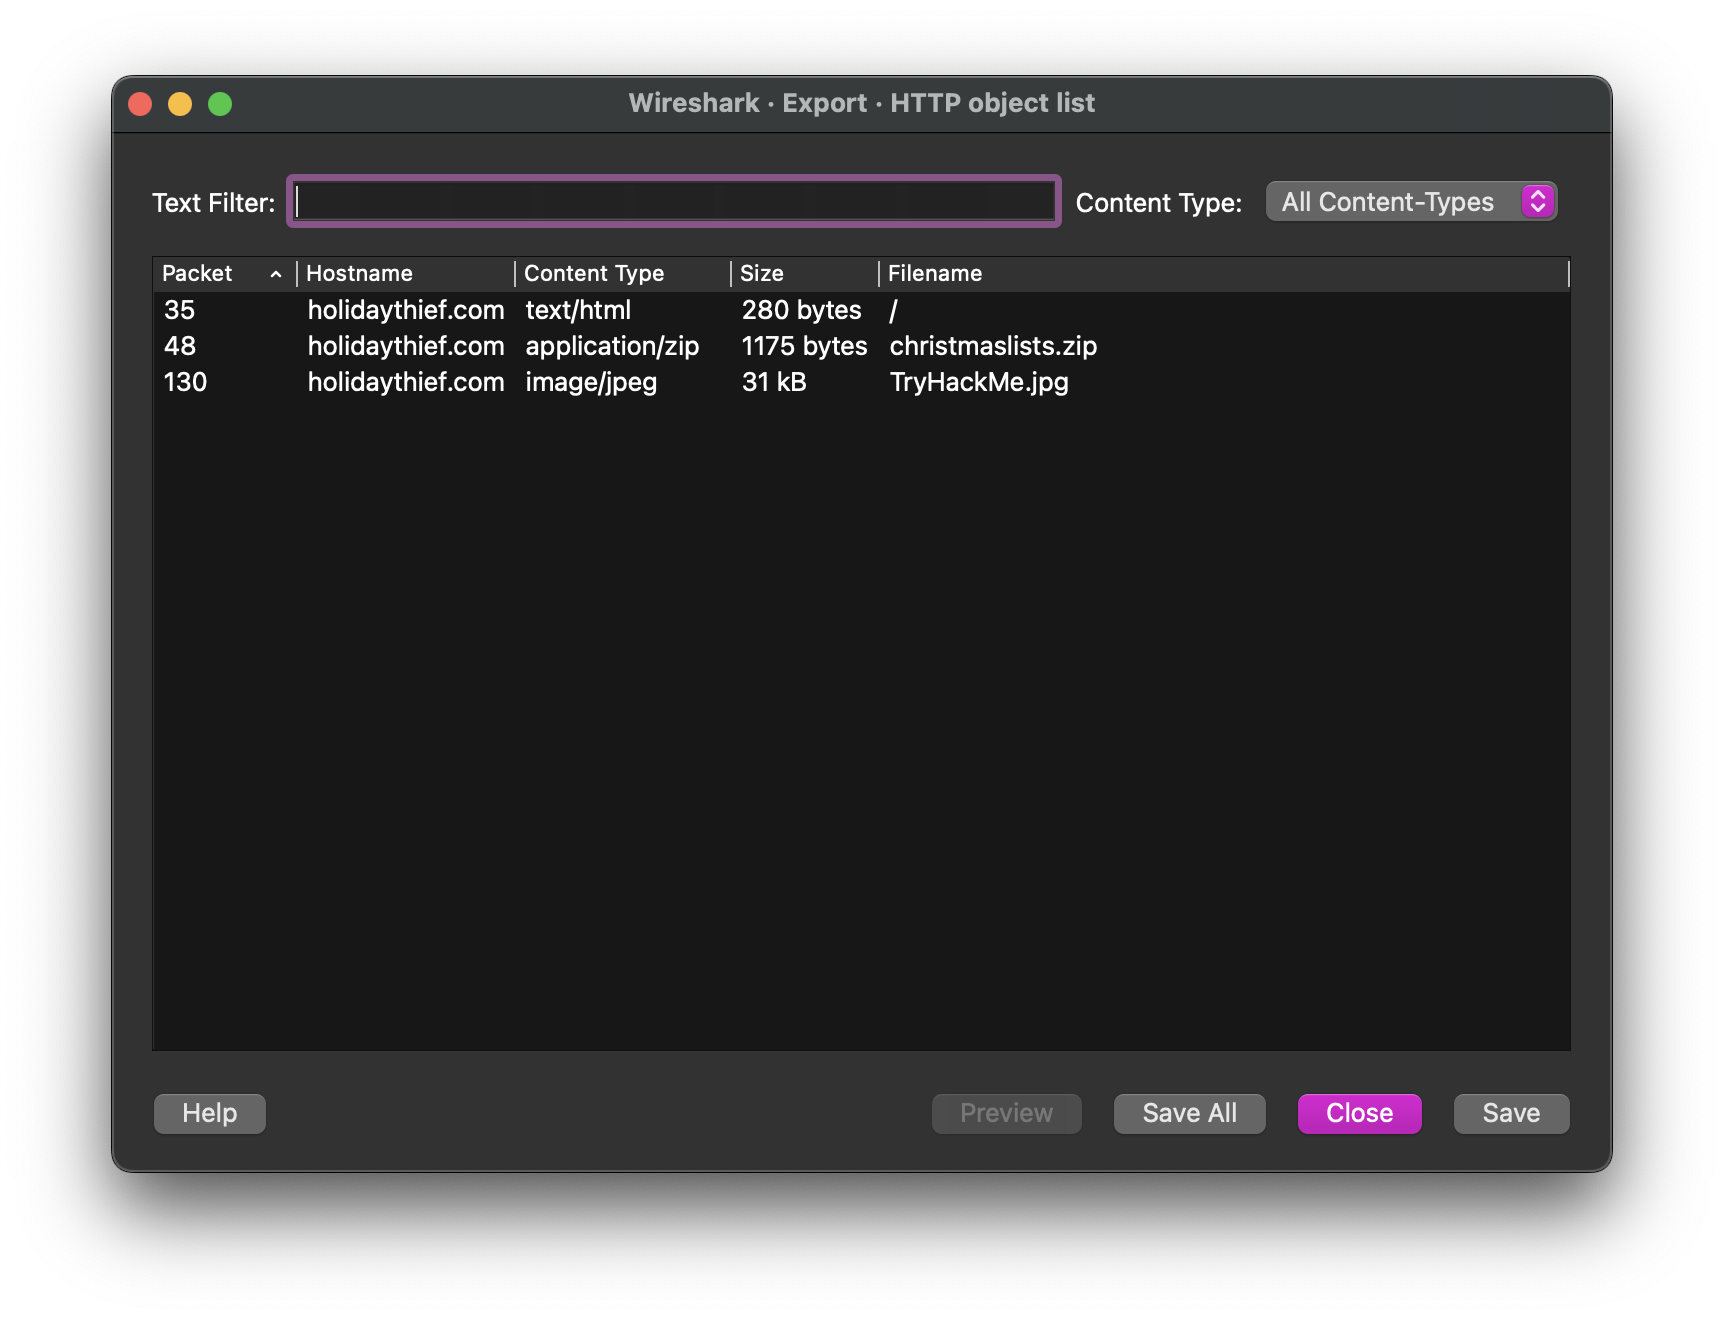 Wireshark · Export · HTTP object list
Text Filter: Content Type: All Content-Types
Packet Hostname Content Type Size Filename
35 holidaythief.com text/html 280 bytes /
48 holidaythief.com application/zip 1175 bytes christmaslists.zip
130 holidaythief.com image/jpeg 31 kB TryHackMe.jpg
Help Preview Save All Close Save